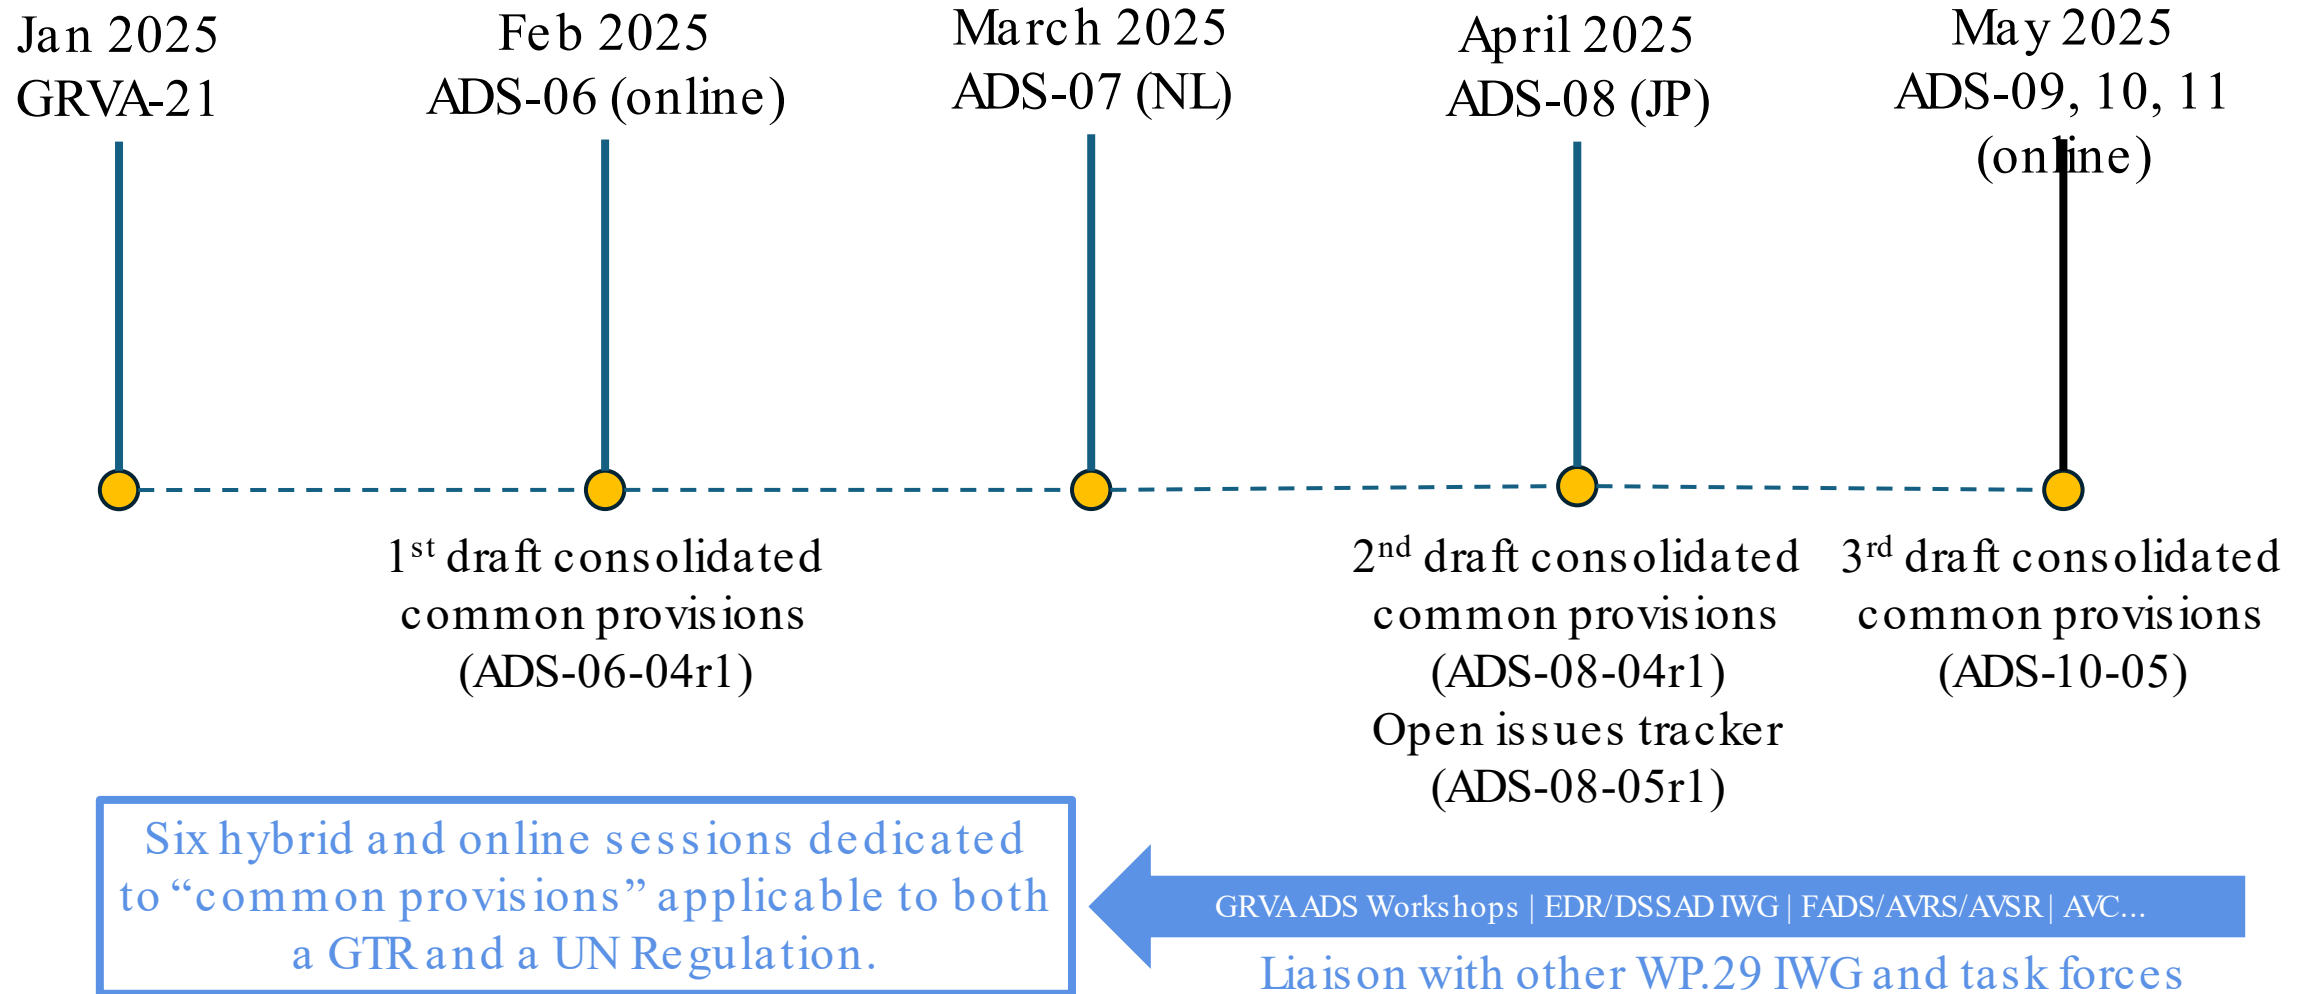 Jan 2025
GRVA-21
Feb 2025
ADS-06 (online)
March 2025
ADS-07 (NL)
April 2025
ADS-08 (JP)
May 2025
ADS-09, 10, 11
(online)
1st draft consolidated
common provisions
(ADS-06-04r1)
2nd draft consolidated
common provisions
(ADS-08-04r1)
Open issues tracker
(ADS-08-05r1)
3rd draft consolidated
common provisions
(ADS-10-05)
Six hybrid and online sessions dedicated
to “common provisions” applicable to both
a GTR and a UN Regulation.
GRVA ADS Workshops | EDR/DSSAD IWG | FADS/AVRS/AVSR | AVC...
Liaison with other WP.29 IWG and task forces